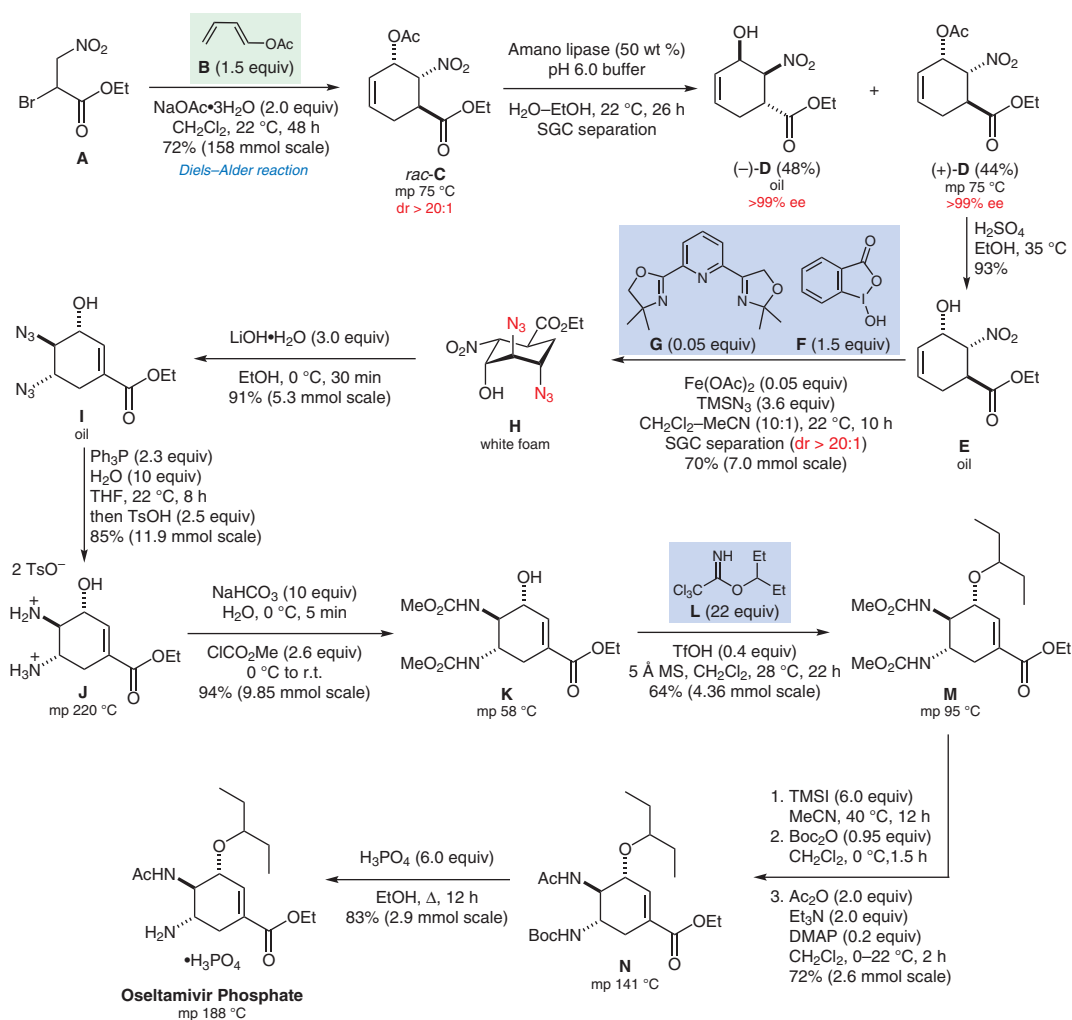 NO2
Br
OEt
O
A
OAc
B (1.5 equiv)
NaOAc•3H2O (2.0 equiv)
CH2Cl2, 22 °C, 48 h
72% (158 mmol scale)
Diels–Alder reaction
OAc
NO2
OEt
O
rac-C
mp 75 °C
dr > 20:1
Amano lipase (50 wt %)
pH 6.0 buffer
H2O–EtOH, 22 °C, 26 h
SGC separation
OH
NO2
OEt
O
(–)-D (48%)
oil
>99% ee
+
OAc
NO2
OEt
O
(+)-D (44%)
mp 75 °C
>99% ee
H2SO4
EtOH, 35 °C
93%
OH
NO2
OEt
O
E
oil
O
N
N
N
O
G (0.05 equiv)
O
O
I
OH
F (1.5 equiv)
Fe(OAc)2 (0.05 equiv)
TMSN3 (3.6 equiv)
CH2Cl2–MeCN (10:1), 22 °C, 10 h
SGC separation (dr > 20:1)
70% (7.0 mmol scale)
N3
CO2Et
NO2
HO
N3
H
white foam
LiOH•H2O (3.0 equiv)
EtOH, 0 °C, 30 min
91% (5.3 mmol scale)
OH
N3
N3
OEt
O
I
oil
Ph3P (2.3 equiv)
H2O (10 equiv)
THF, 22 °C, 8 h
then TsOH (2.5 equiv)
85% (11.9 mmol scale)
2 TsO–
OH
+
H2N
+
H3N
OEt
O
J
mp 220 °C
NaHCO3 (10 equiv)
H2O, 0 °C, 5 min
ClCO2Me (2.6 equiv)
0 °C to r.t.
94% (9.85 mmol scale)
OH
MeO2CHN
MeO2CHN
OEt
O
K
mp 58 °C
NH
Et
Cl3C
O
Et
L (22 equiv)
TfOH (0.4 equiv)
5 Å MS, CH2Cl2, 28 °C, 22 h
64% (4.36 mmol scale)
O
MeO2CHN
MeO2CHN
OEt
O
M
mp 95 °C
1. TMSI (6.0 equiv)
MeCN, 40 °C, 12 h
2. Boc2O (0.95 equiv)
CH2Cl2, 0 °C,1.5 h
3. Ac2O (2.0 equiv)
Et3N (2.0 equiv)
DMAP (0.2 equiv)
CH2Cl2, 0–22 °C, 2 h
72% (2.6 mmol scale)
O
AcHN
BocHN
OEt
O
N
mp 141 °C
H3PO4 (6.0 equiv)
EtOH, Δ, 12 h
83% (2.9 mmol scale)
O
AcHN
H2N
OEt
O
•H3PO4
Oseltamivir Phosphate
mp 188 °C